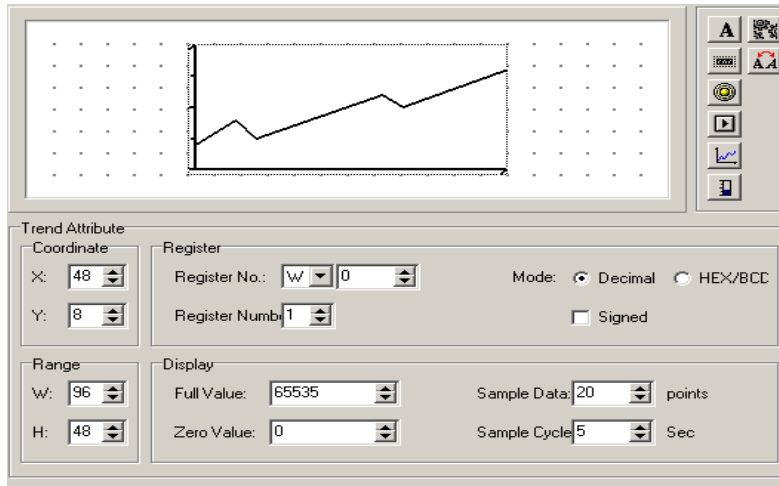 A
A A
Trend Attribute
Coordinate
X: 48
Y: 8
Register
Register No.: W 0
Mode: Decimal HEX/BCD
Register Numb 1
Signed
Range
W: 96
H: 48
Display
Full Value: 65535
Sample Data: 20 points
Zero Value: 0
Sample Cycle 5 Sec